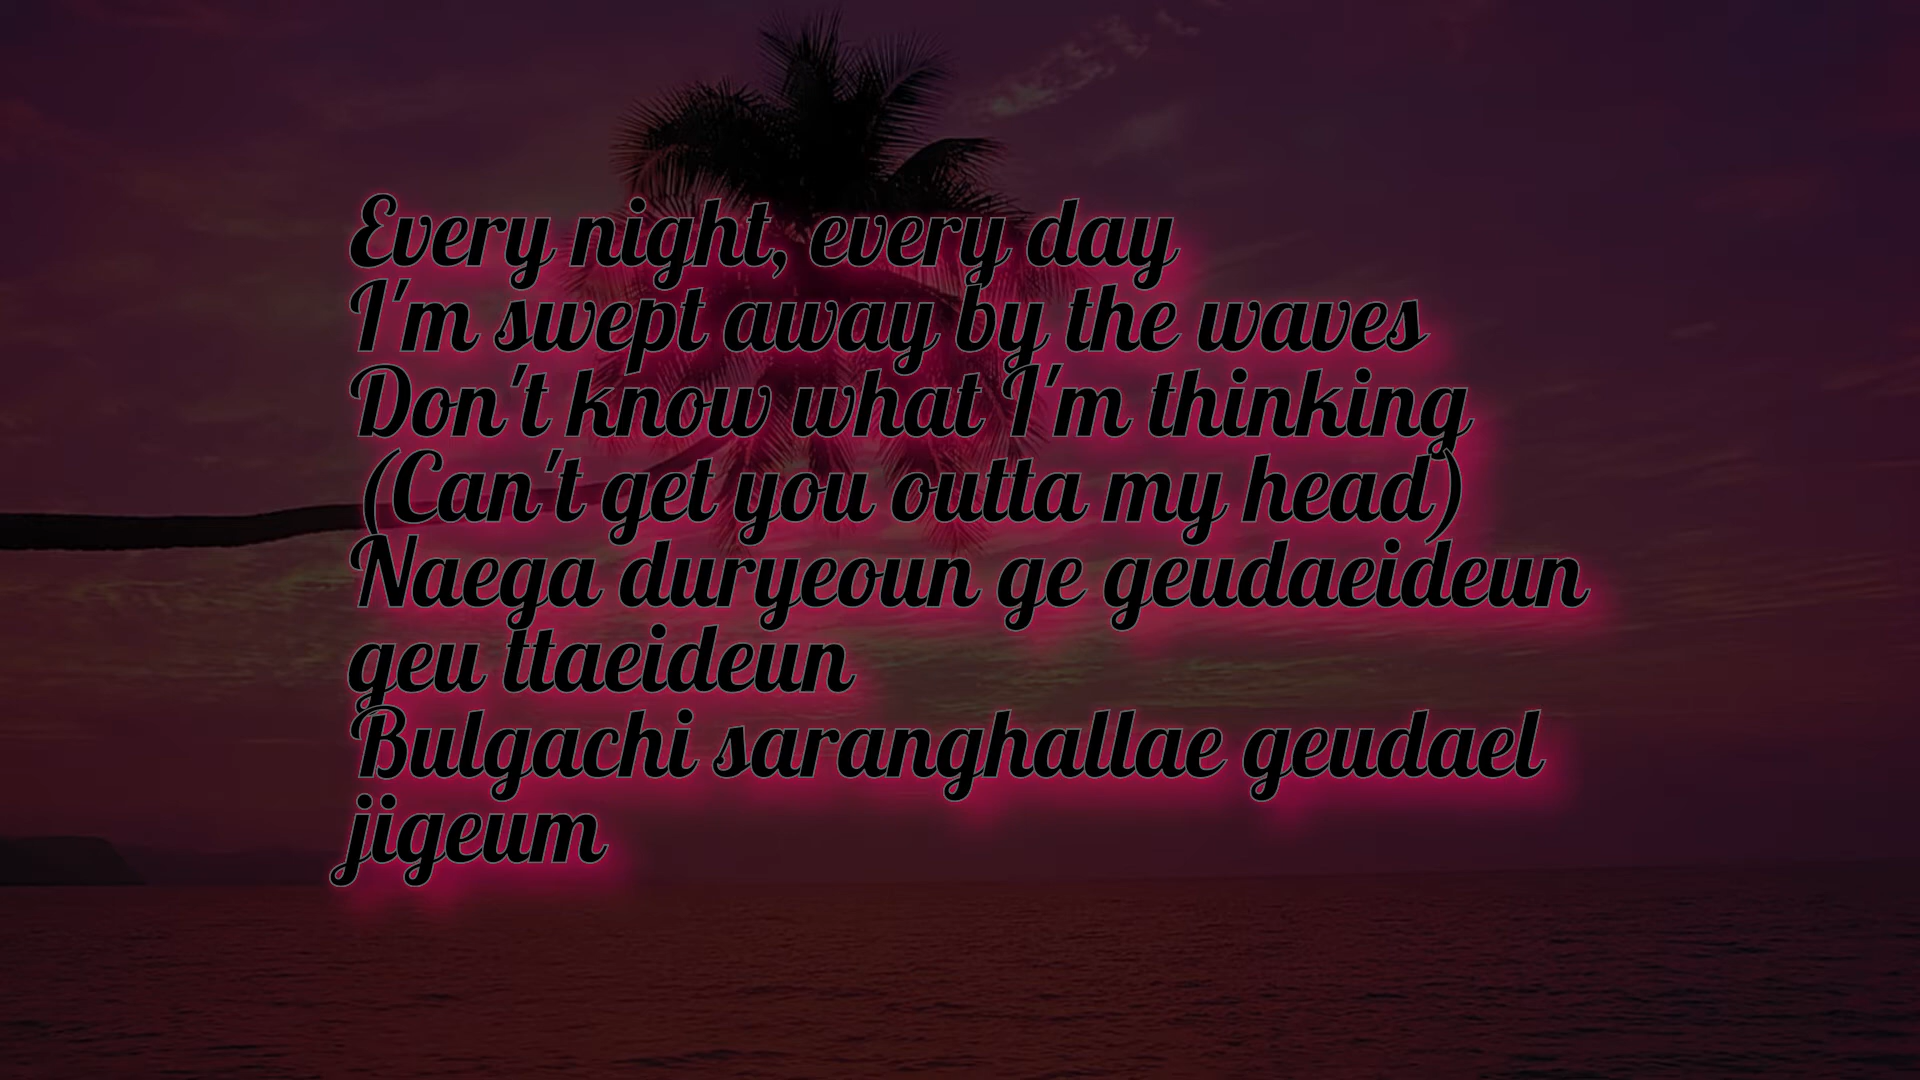 Every night, every day
I'm swept away by the waves
Don't know what I'm thinking
(Can't get you outta my head)
Naega duryeoun ge geudaeideun
geu ttaeideun
Bulgachi saranghallae geudael
jigeum